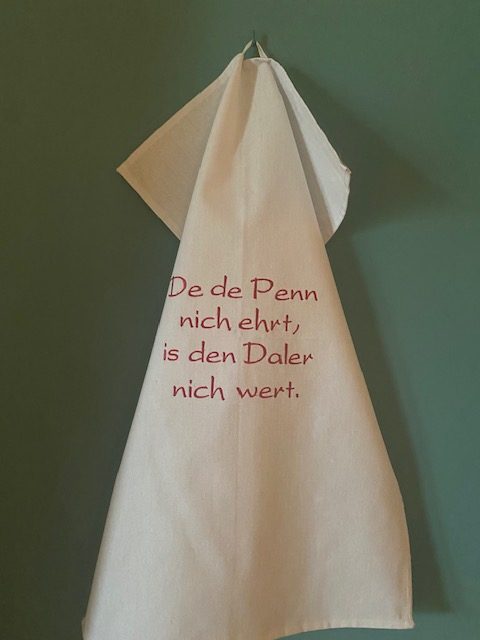 De de Penn
nich ehrt,
is den Daler
nich wert.